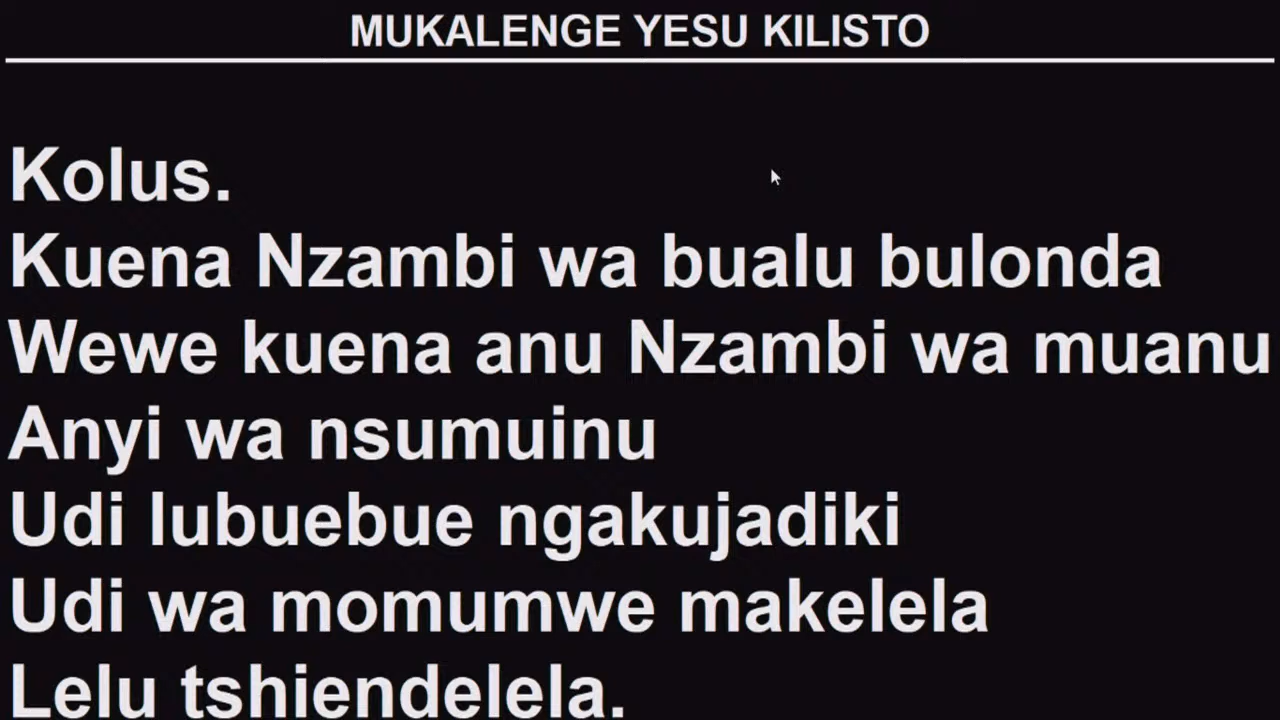 MUKALENGE YESU KILISTO
Kolus.
Kuena Nzambi wa bualu bulonda
Wewe kuena anu Nzambi wa muanu
Anyi wa nsumuinu
Udi lubuebue ngakujadiki
Udi wa momumwe makelela
Lelu tshiendelela.